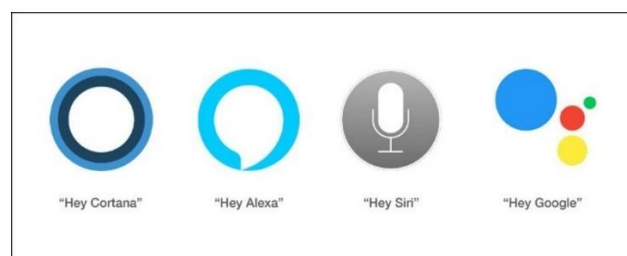 “Hey Cortana”
“Hey Alexa”
“Hey Siri”
“Hey Google”